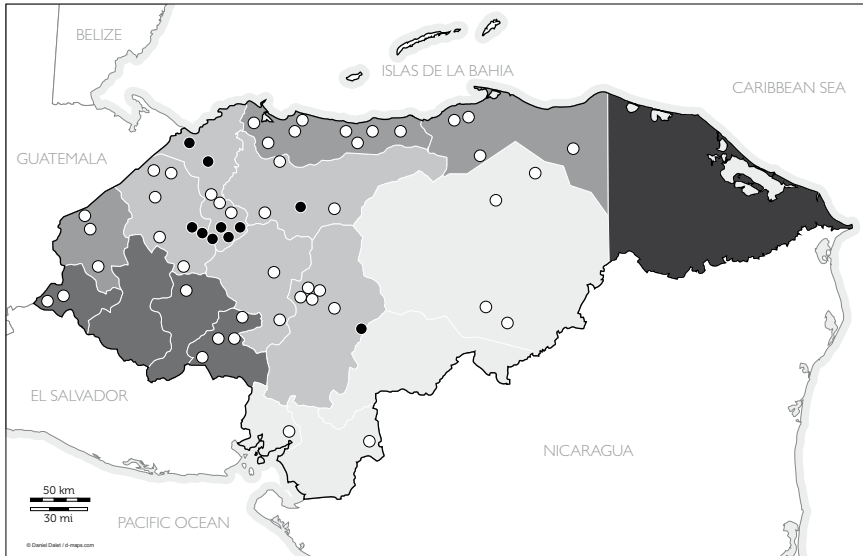 BELIZE
ISLAS DE LA BAHIA
CARIBBEAN SEA
GUATEMALA
EL SALVADOR
NICARAGUA
50 km
30 mi
PACIFIC OCEAN
© Daniel Dalet / d-maps.com